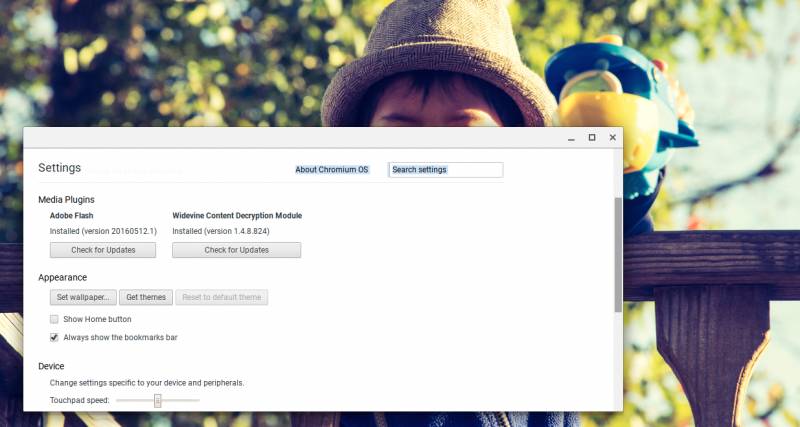 Settings About Chromium OS Search settings
Media Plugins
Adobe Flash Widevine Content Decryption Module
Installed (version 20160512.1) Installed (version 1.4.8.824)
Check for Updates Check for Updates
Appearance
Set wallpaper... Get themes Reset to default theme
Show Home button
Always show the bookmarks bar
Device
Change settings specific to your device and peripherals.
Touchpad speed: